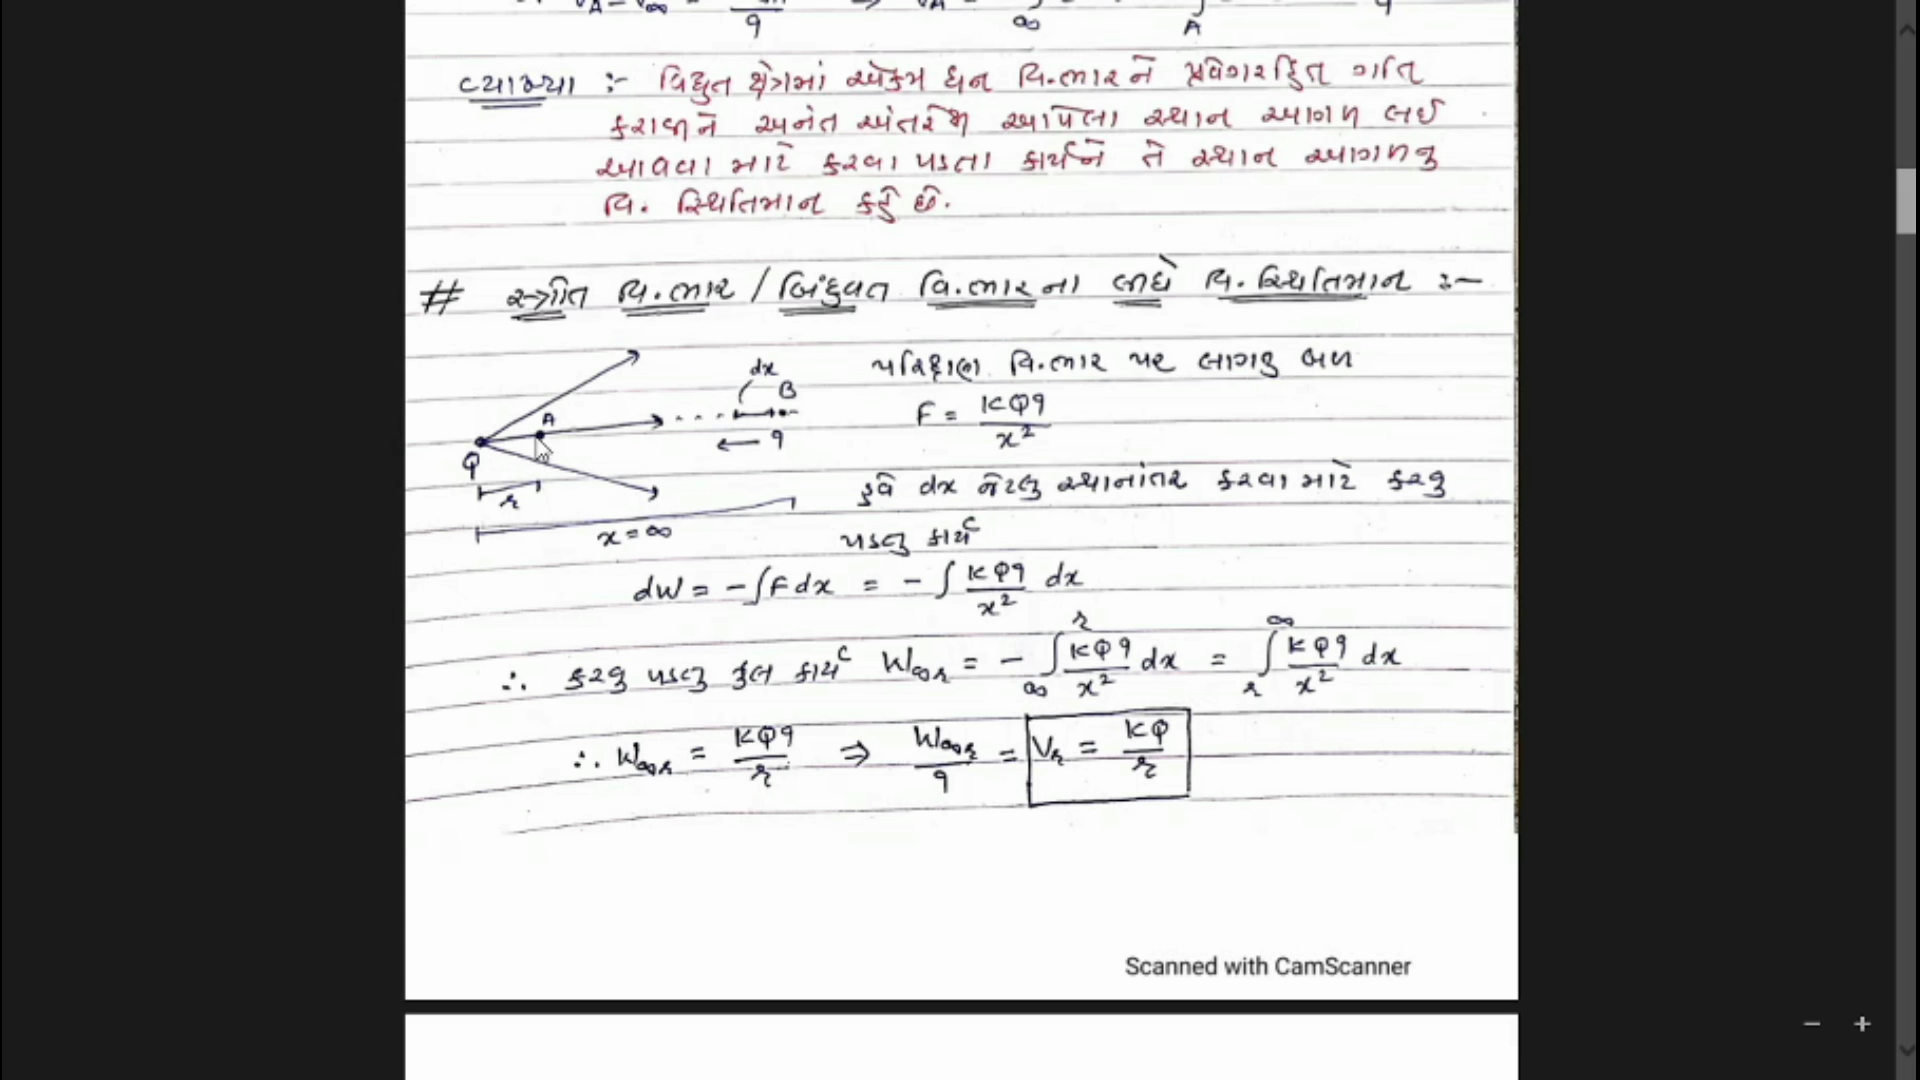 વ્યાખ્યા :- વિદ્યુત ક્ષેત્રમાં એકમ ધન વિ.ભારને પ્રવેગરહિત ગતિ
કરાવીને અનંત અંતરેથી આપેલા સ્થાન આગળ લઈ
આવવા માટે કરવા પડતા કાર્યને તે સ્થાન આગળનુ
વિ. સ્થિતિમાન કહે છે.
# સ્ત્રોત વિ.ભાર / બિંદુવત વિ.ભારના લીધે વિ.સ્થિતિમાન :-
dx
B
પરિક્ષણ વિ.ભાર પર લાગતુ બળ
A
F = KQq / x²
← q
Q
r
હવે dx જેટલુ સ્થાનાંતર કરવા માટે કરવુ
x = ∞
પડતુ કાર્ય
dW = -∫F dx = -∫ KQq / x² dx
∴ કરવુ પડતુ કુલ કાર્ય W∞r = -∫∞^r KQq / x² dx = ∫r^∞ KQq / x² dx
∴ W∞r = KQq / r ⇒ W∞r / q = Vr = KQ / r
Scanned with CamScanner